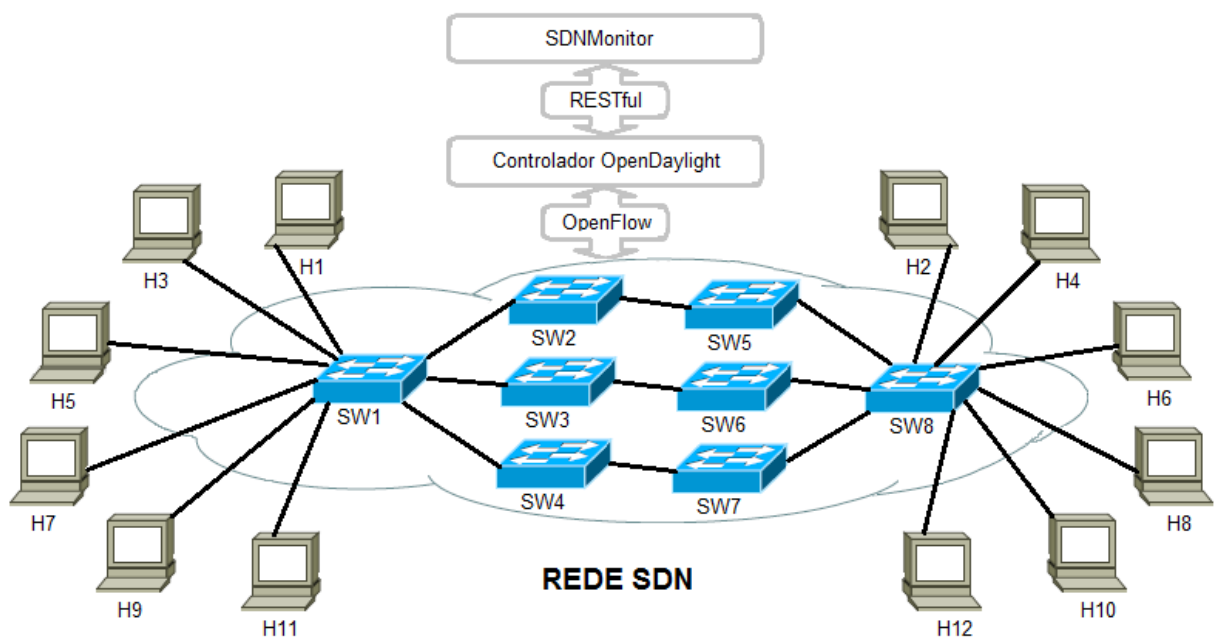 SDNMonitor
RESTful
Controlador OpenDaylight
OpenFlow
H3
H1
H2
H4
H5
SW2
SW5
H6
SW1
SW3
SW6
SW8
H7
SW4
SW7
H8
H9
H11
REDE SDN
H12
H10